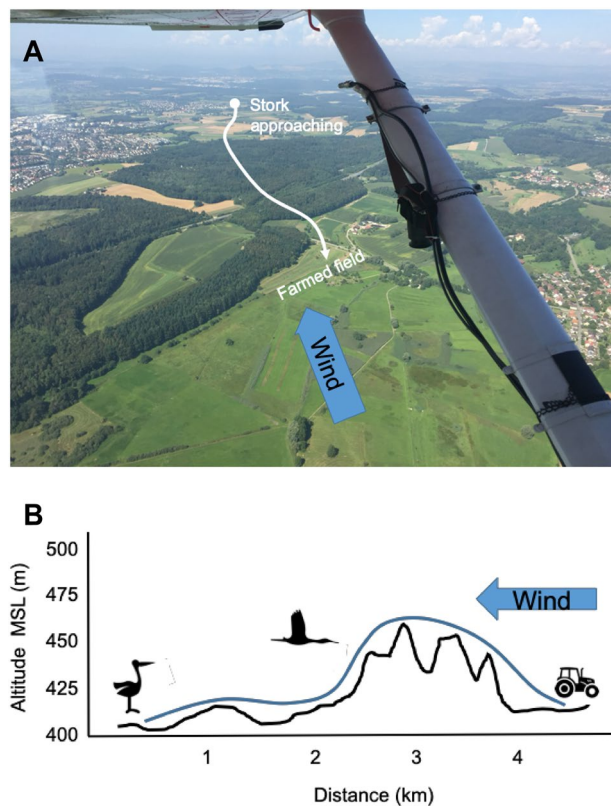 A
Stork
approaching
Farmed field
Wind
B
500
475
450
425
400
Altitude MSL (m)
Wind
1 2 3 4
Distance (km)